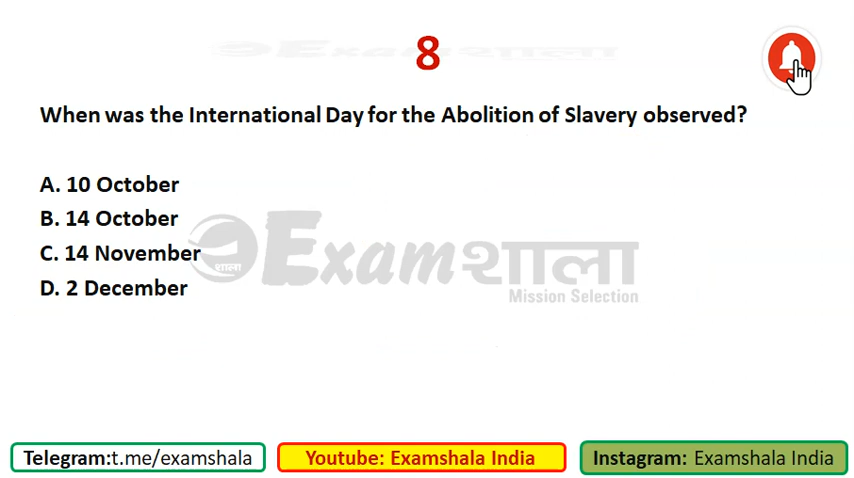 8
When was the International Day for the Abolition of Slavery observed?
A. 10 October
B. 14 October
C. 14 November
D. 2 December
शाला Examशाला
Mission Selection
Telegram:t.me/examshala
Youtube: Examshala India
Instagram: Examshala India